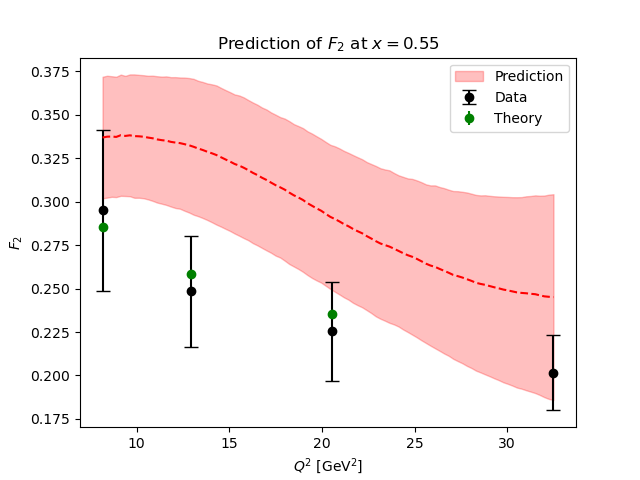 Prediction of $F_2$ at $x = 0.55$
0.375
0.350
0.325
0.300
0.275
0.250
0.225
0.200
0.175
$F_2$
Prediction
Data
Theory
10
15
20
25
30
$Q^2$ [GeV$^2$]